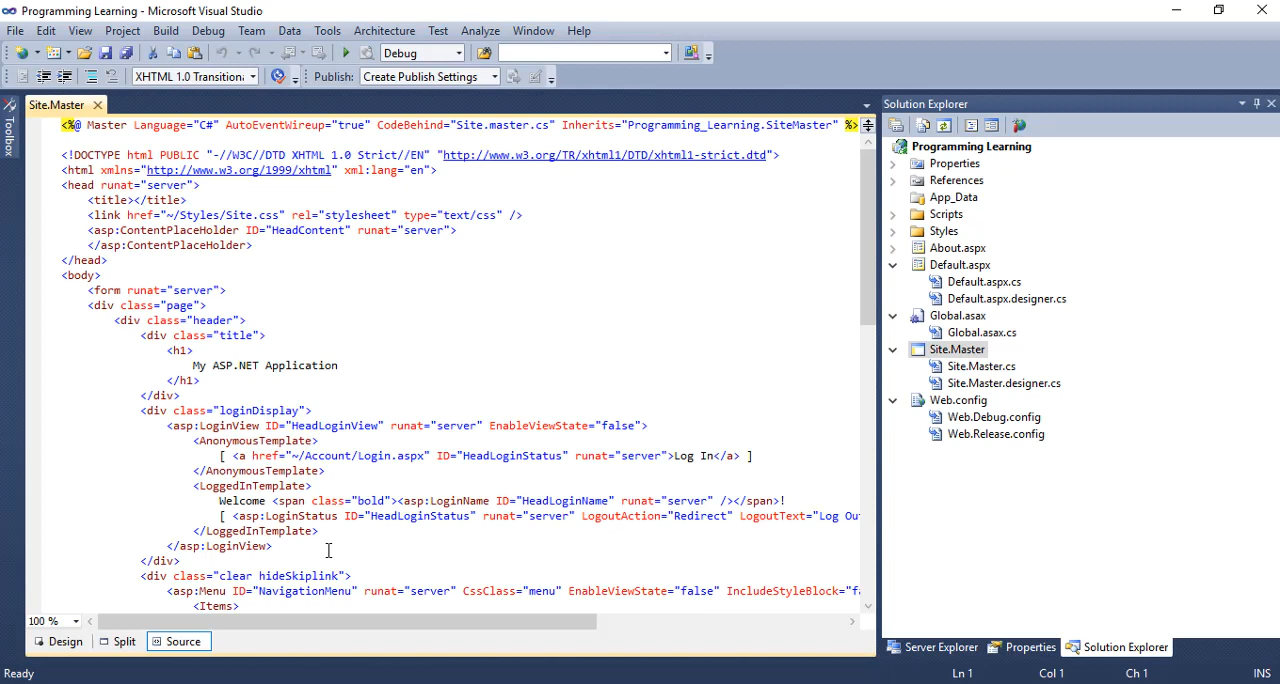 Programming Learning - Microsoft Visual Studio
File Edit View Project Build Debug Team Data Tools Architecture Test Analyze Window Help
Debug
XHTML 1.0 Transition. Publish: Create Publish Settings
Toolbox
Site.Master
<%@ Master Language="C#" AutoEventWireup="true" CodeBehind="Site.master.cs" Inherits="Programming_Learning.SiteMaster" %>
<!DOCTYPE html PUBLIC "-//W3C//DTD XHTML 1.0 Strict//EN" "http://www.w3.org/TR/xhtml1/DTD/xhtml1-strict.dtd">
<html xmlns="http://www.w3.org/1999/xhtml" xml:lang="en">
<head runat="server">
<title></title>
<link href="~/Styles/Site.css" rel="stylesheet" type="text/css" />
<asp:ContentPlaceHolder ID="HeadContent" runat="server">
</asp:ContentPlaceHolder>
</head>
<body>
<form runat="server">
<div class="page">
<div class="header">
<div class="title">
<h1>
My ASP.NET Application
</h1>
</div>
<div class="loginDisplay">
<asp:LoginView ID="HeadLoginView" runat="server" EnableViewState="false">
<AnonymousTemplate>
[ <a href="~/Account/Login.aspx" ID="HeadLoginStatus" runat="server">Log In</a> ]
</AnonymousTemplate>
<LoggedInTemplate>
Welcome <span class="bold"><asp:LoginName ID="HeadLoginName" runat="server" /></span>!
[ <asp:LoginStatus ID="HeadLoginStatus" runat="server" LogoutAction="Redirect" LogoutText="Log Ou
</LoggedInTemplate>
</asp:LoginView>
</div>
<div class="clear hideSkiplink">
<asp:Menu ID="NavigationMenu" runat="server" CssClass="menu" EnableViewState="false" IncludeStyleBlock="fa
<Items>
100 %
Design Split Source
Solution Explorer
Programming Learning
Properties
References
App_Data
Scripts
Styles
About.aspx
Default.aspx
Default.aspx.cs
Default.aspx.designer.cs
Global.asax
Global.asax.cs
Site.Master
Site.Master.cs
Site.Master.designer.cs
Web.config
Web.Debug.config
Web.Release.config
Server Explorer Properties Solution Explorer
Ready Ln 1 Col 1 Ch 1 INS